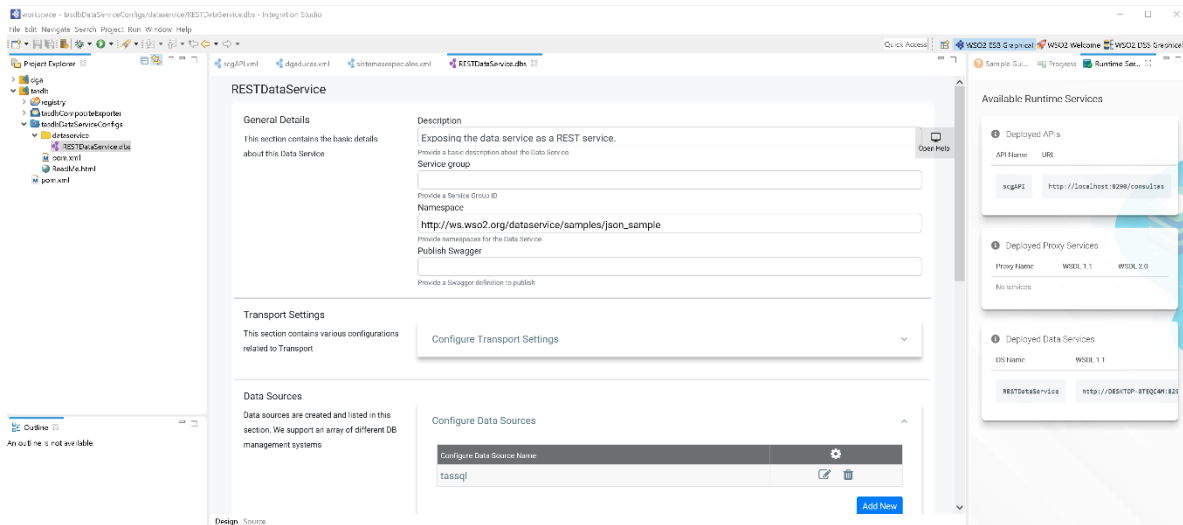 workspace - tasdbDataServiceConfigs/dataservice/RESTDataService.dbs - Integration Studio
File Edit Navigate Search Project Run Window Help
Quick Access
WSO2 ESB Graphical
WSO2 Welcome
WSO2 DSS Graphical
Project Explorer
scgAPI.xml
dgaduces.xml
sistemasespeciales.xml
RESTDataService.dbs
Sample Gui...
Progress
Runtime Ser...
tasdb
registry
tasdbCompositeExporter
tasdbDataServiceConfigs
dataservice
RESTDataService.dbs
pom.xml
ReadMe.html
pom.xml
Outline
An outline is not available.
RESTDataService
General Details
This section contains the basic details
about this Data Service
Description
Exposing the data service as a REST service.
Provide a basic description about the Data Service
Service group
Provide a Service Group ID
Namespace
http://ws.wso2.org/dataservice/samples/json_sample
Provide namespaces for the Data Service
Publish Swagger
Provide a Swagger definition to publish
Open Help
Transport Settings
This section contains various configurations
related to Transport
Configure Transport Settings
Data Sources
Data sources are created and listed in this
section. We support an array of different DB
management systems
Configure Data Sources
Configure Data Source Name
tassql
Add New
Design Source
Available Runtime Services
Deployed APIs
API Name URL
scgAPI http://localhost:8290/consultas
Deployed Proxy Services
Proxy Name WSDL 1.1 WSDL 2.0
No services
Deployed Data Services
DS Name WSDL 1.1
RESTDataService